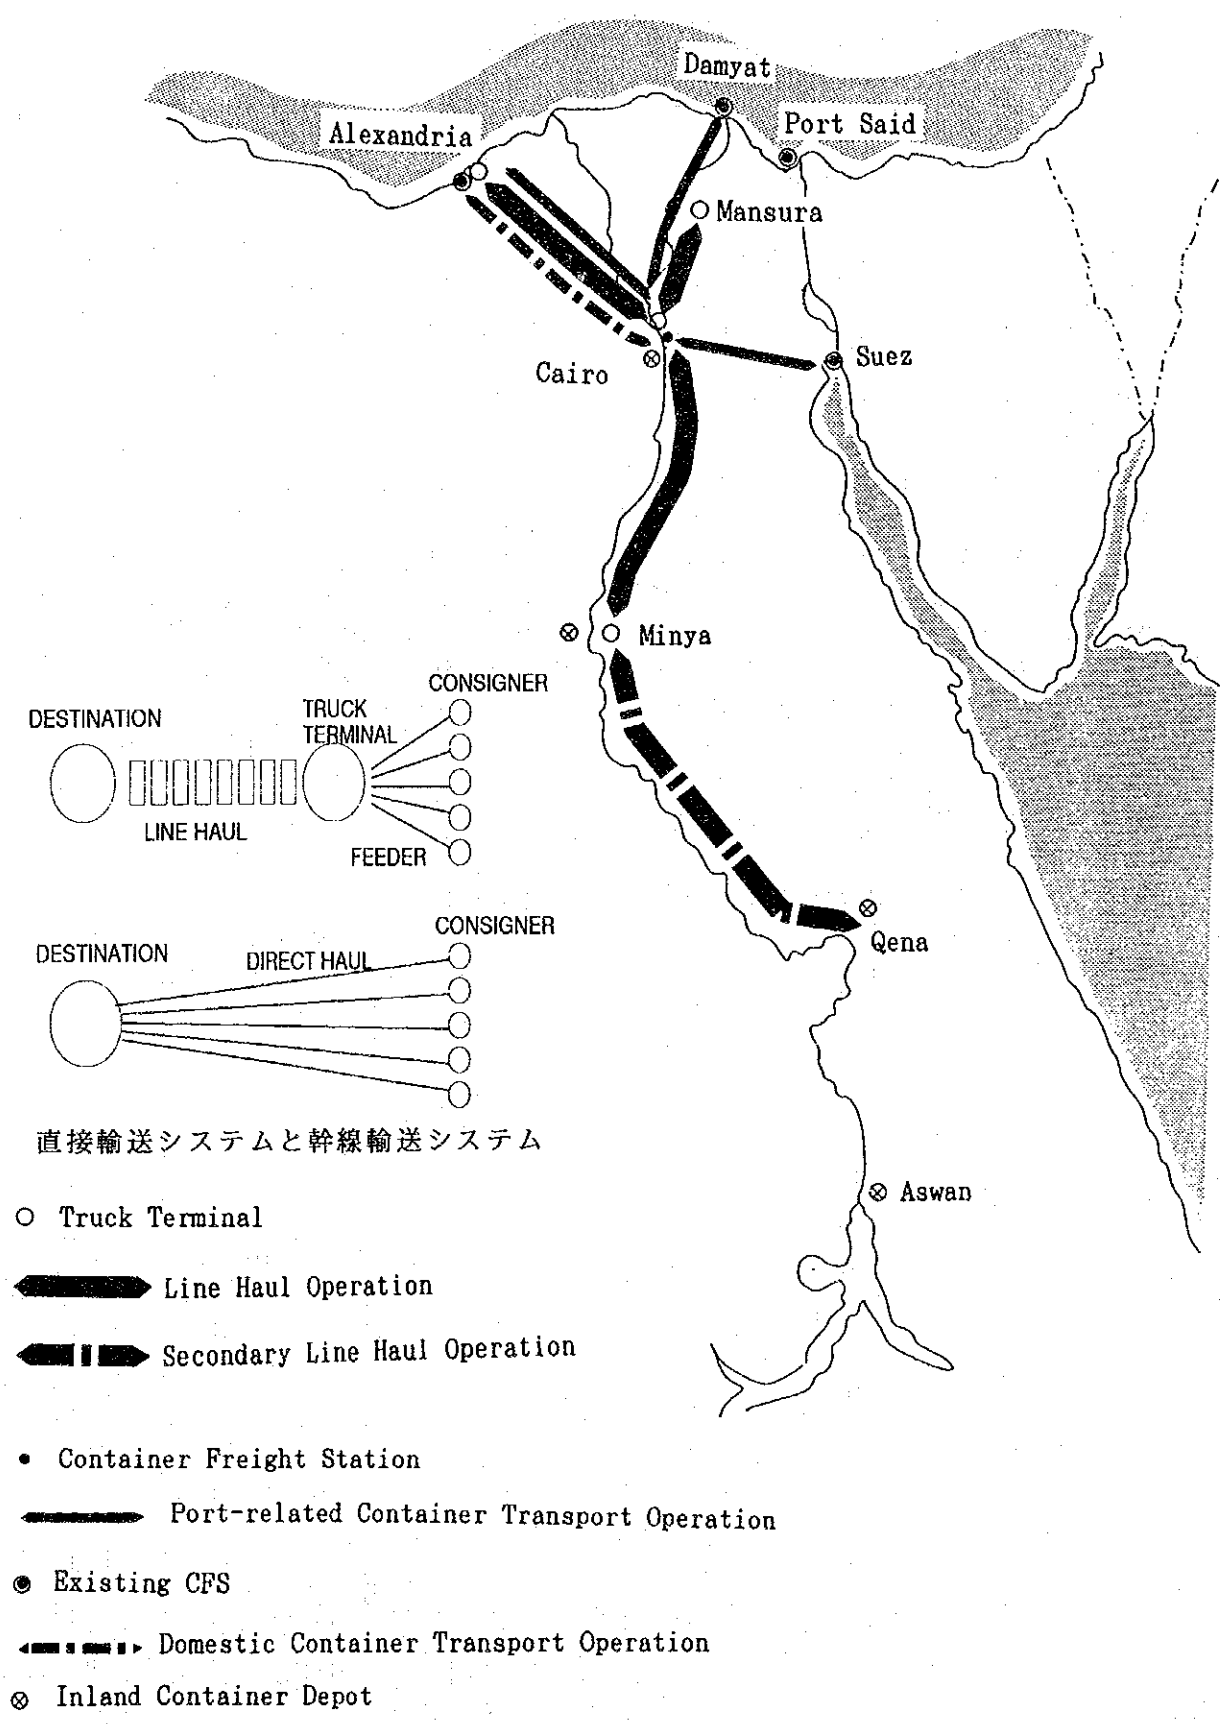 Damyat
Alexandria
Port Said
Mansura
Cairo
Suez
Minya
CONSIGNER
DESTINATION
TRUCK
TERMINAL
LINE HAUL
FEEDER
CONSIGNER
DESTINATION
DIRECT HAUL
Qena
直接輸送システムと幹線輸送システム
Aswan
Truck Terminal
Line Haul Operation
Secondary Line Haul Operation
Container Freight Station
Port-related Container Transport Operation
Existing CFS
Domestic Container Transport Operation
Inland Container Depot